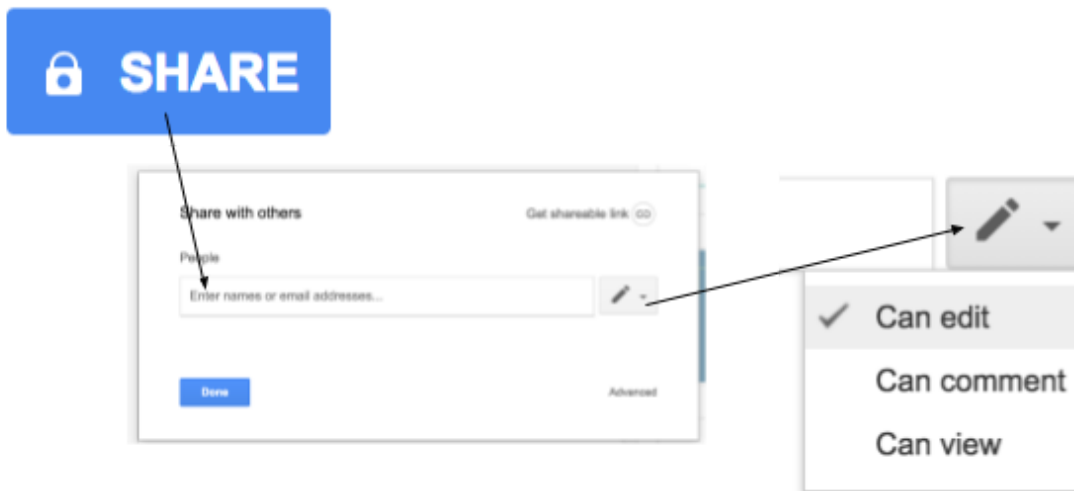 SHARE
Share with others
Get shareable link
People
Enter names or email addresses...
Done
Advanced
Can edit
Can comment
Can view